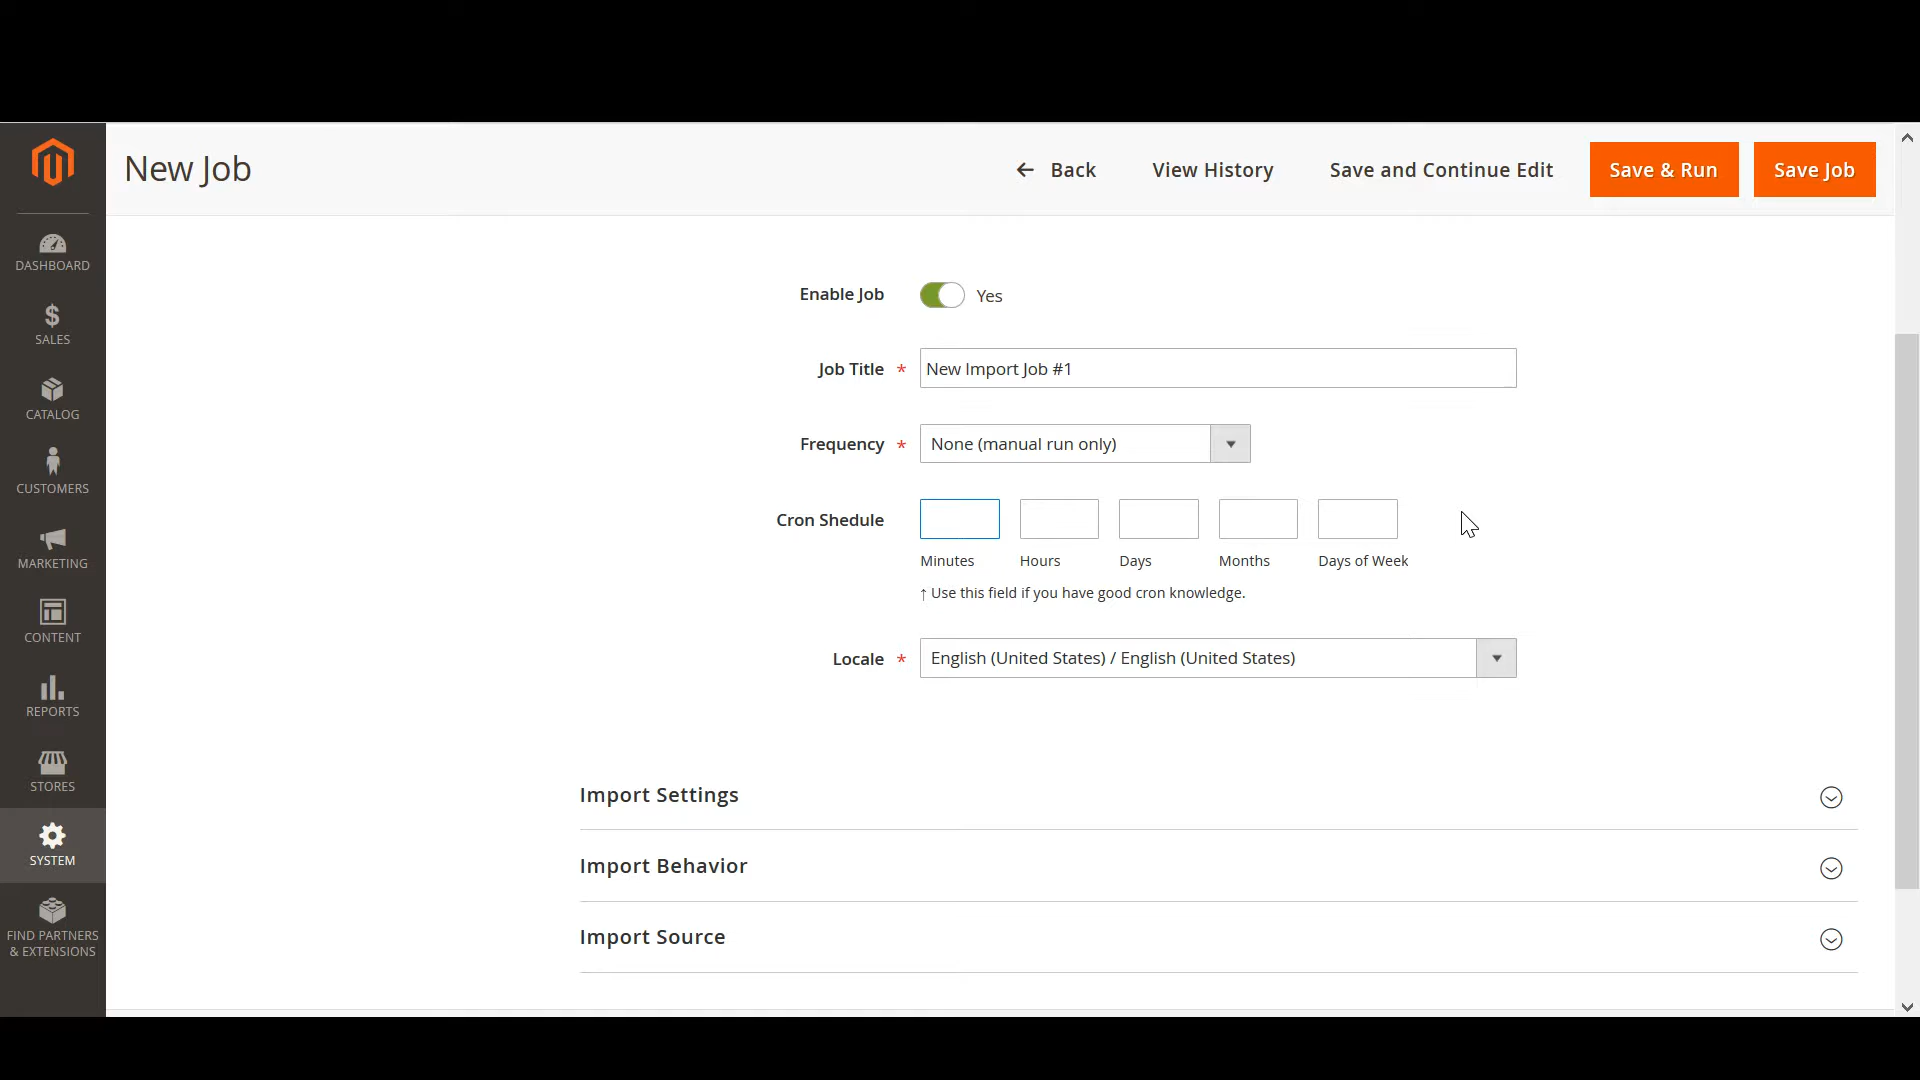 New Job
← Back
View History
Save and Continue Edit
Save & Run
Save Job
DASHBOARD
SALES
CATALOG
CUSTOMERS
MARKETING
CONTENT
REPORTS
STORES
SYSTEM
FIND PARTNERS
& EXTENSIONS
Enable Job
Yes
Job Title *
New Import Job #1
Frequency *
None (manual run only)
Cron Shedule
Minutes
Hours
Days
Months
Days of Week
↑ Use this field if you have good cron knowledge.
Locale *
English (United States) / English (United States)
Import Settings
Import Behavior
Import Source